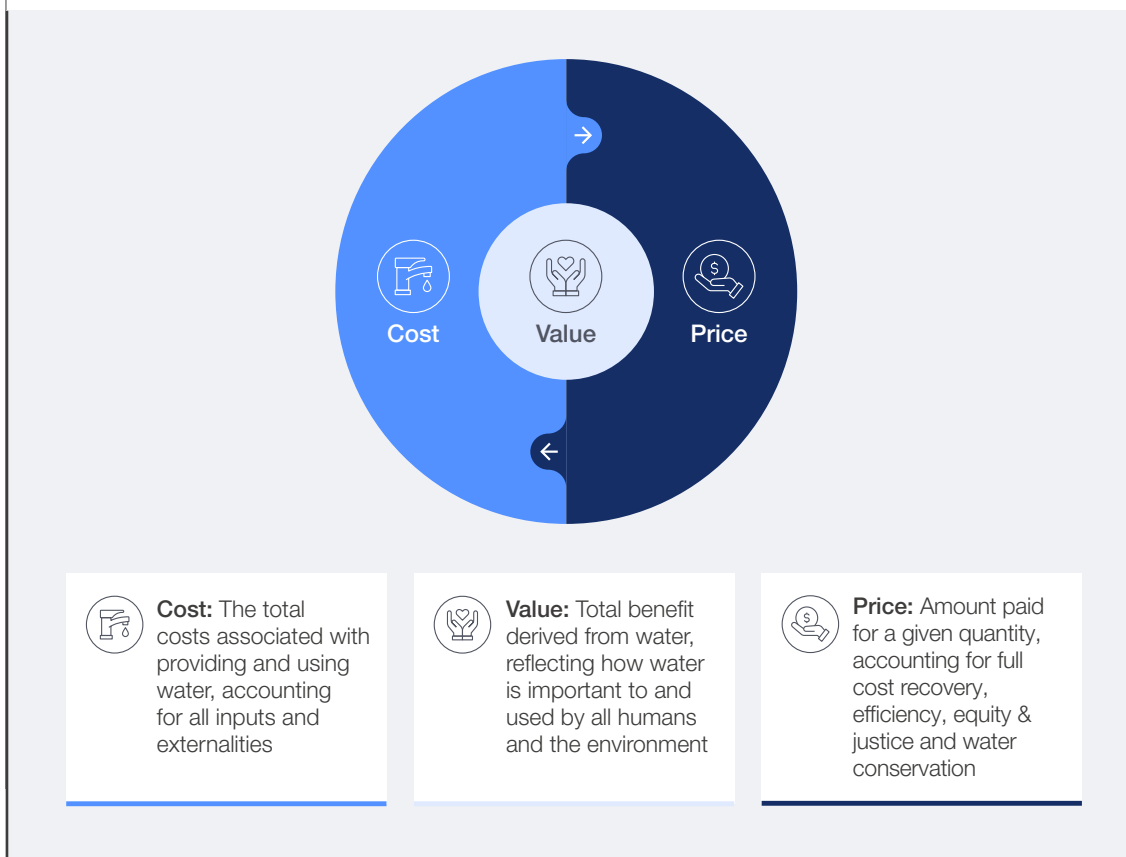 Cost
Value
Price
Cost: The total
costs associated with
providing and using
water, accounting
for all inputs and
externalities
Value: Total benefit
derived from water,
reflecting how water
is important to and
used by all humans
and the environment
Price: Amount paid
for a given quantity,
accounting for full
cost recovery,
efficiency, equity &
justice and water
conservation